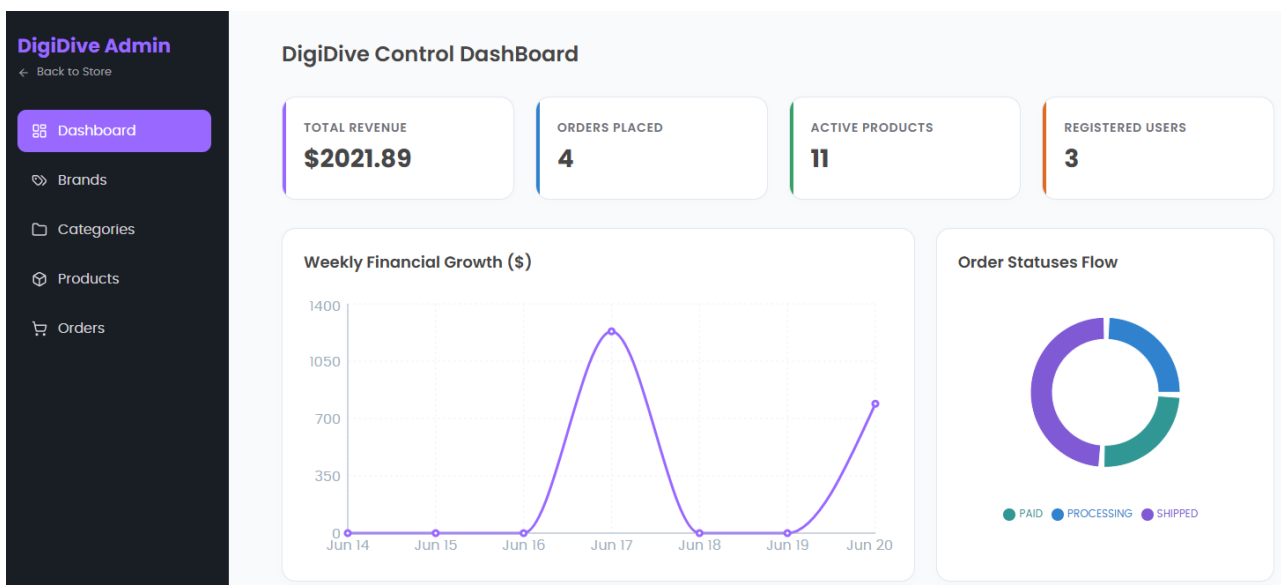 DigiDive Admin
← Back to Store
Dashboard
Brands
Categories
Products
Orders
DigiDive Control DashBoard
TOTAL REVENUE
$2021.89
ORDERS PLACED
4
ACTIVE PRODUCTS
11
REGISTERED USERS
3
Weekly Financial Growth ($)
1400
1050
700
350
0
Jun 14 Jun 15 Jun 16 Jun 17 Jun 18 Jun 19 Jun 20
Order Statuses Flow
PAID PROCESSING SHIPPED